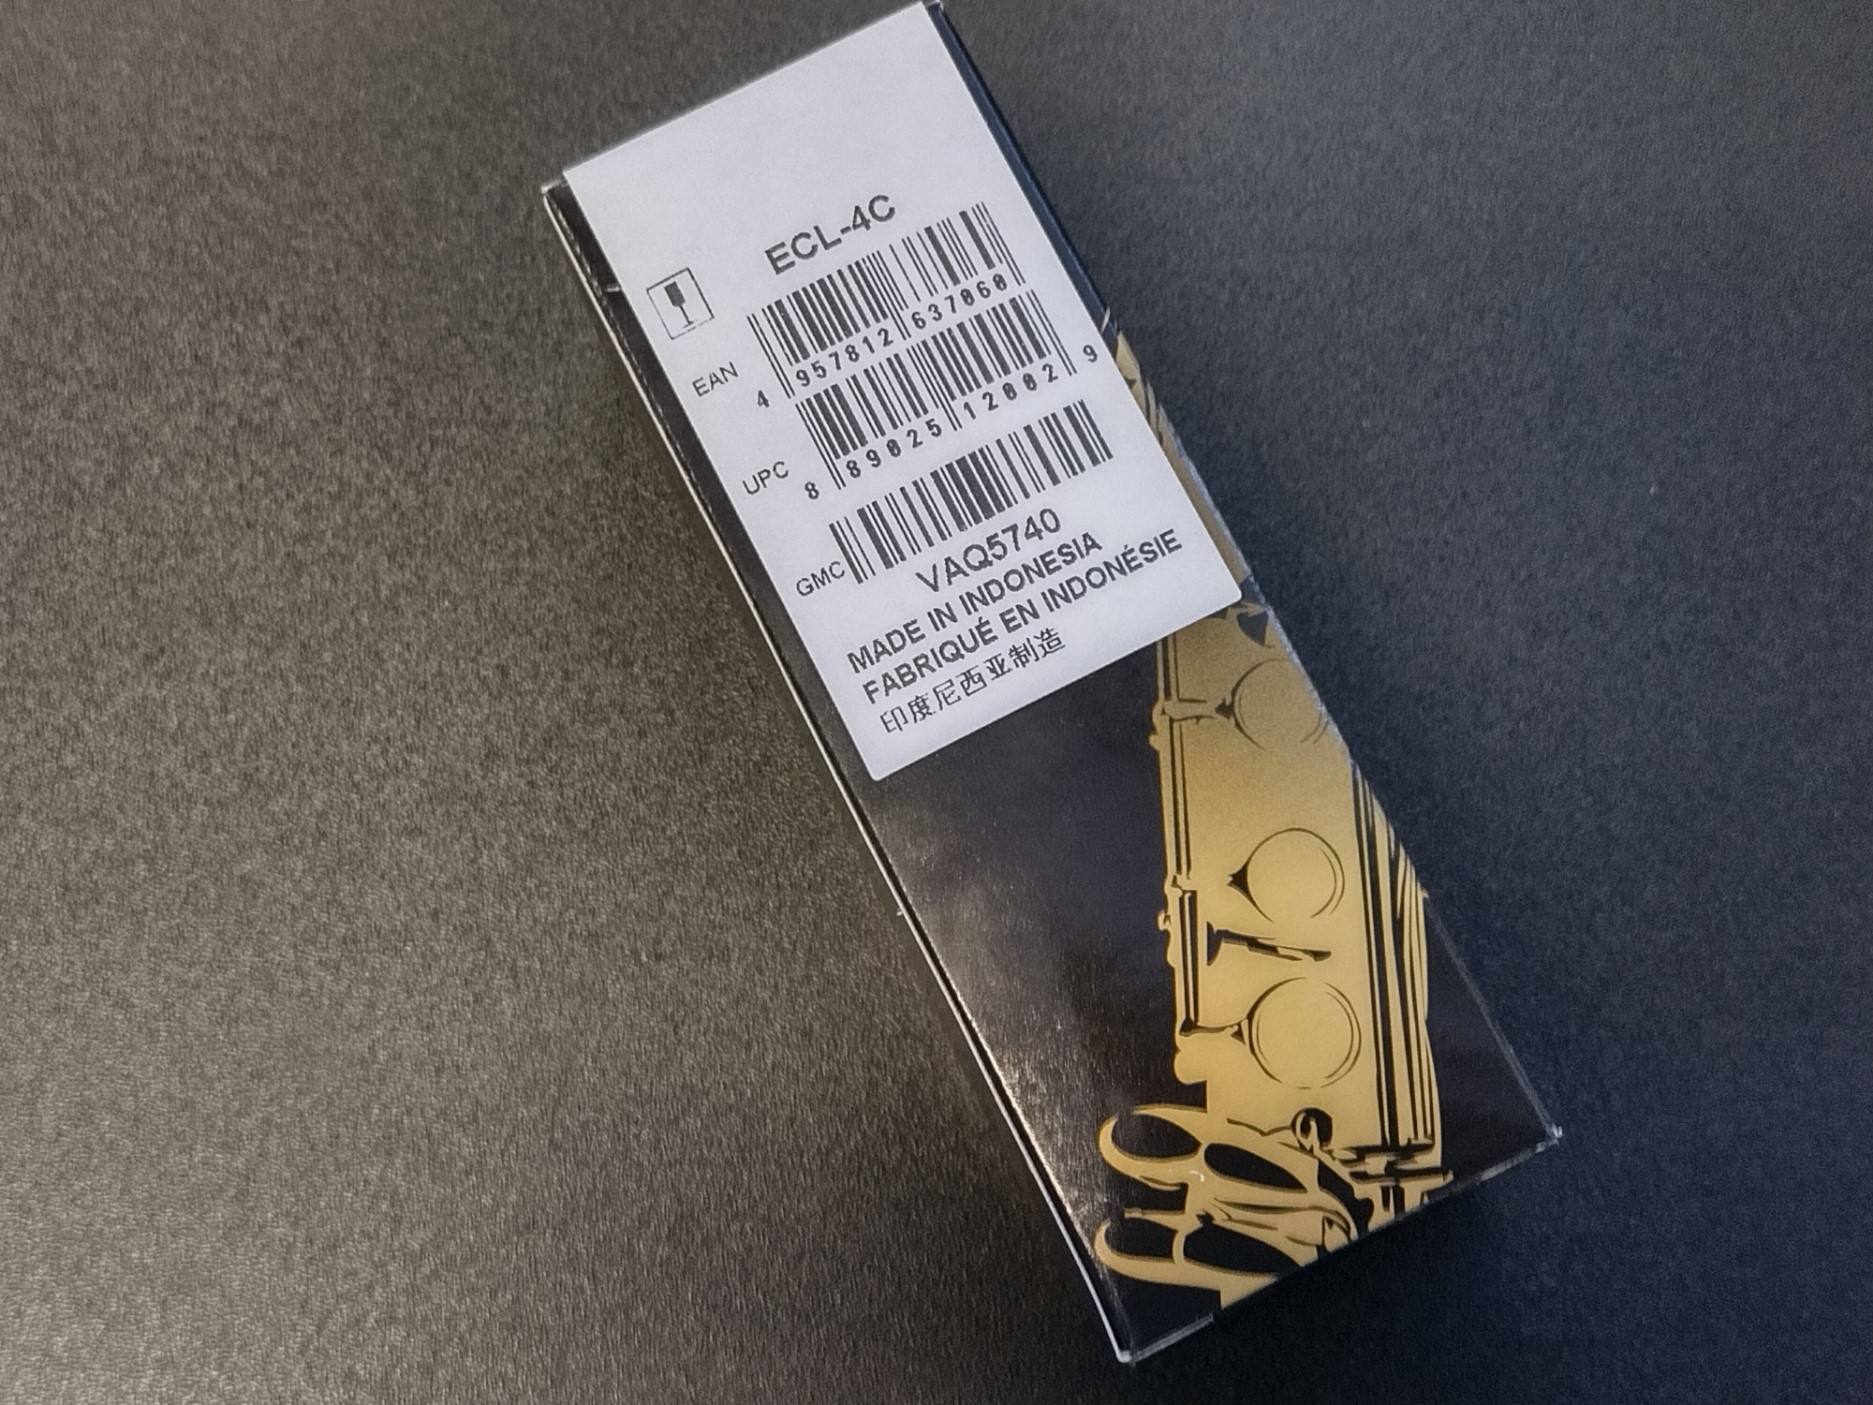 ECL-4C
EAN 4 957812 637868
UPC 8 89025 12002 9
GMC
VAQ5740
MADE IN INDONESIA
FABRIQUÉ EN INDONÉSIE
印度尼西亚制造